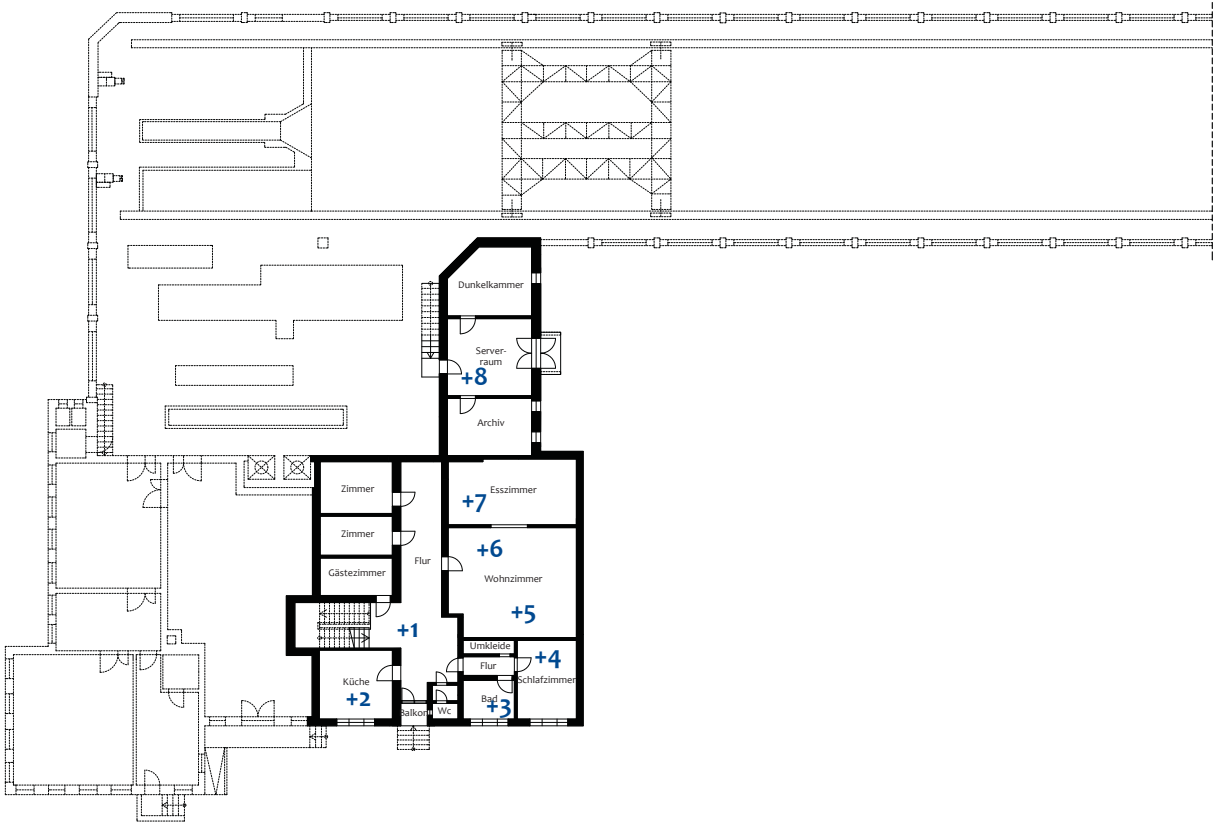 Dunkelkammer
Server-
raum
+8
Archiv
Zimmer
Esszimmer
+7
Zimmer
+6
Flur
Gästezimmer
Wohnzimmer
+5
+1
Umkleide
+4
Flur
Küche
Schlafzimmer
+2
Bad
+3
Balkon
Wc